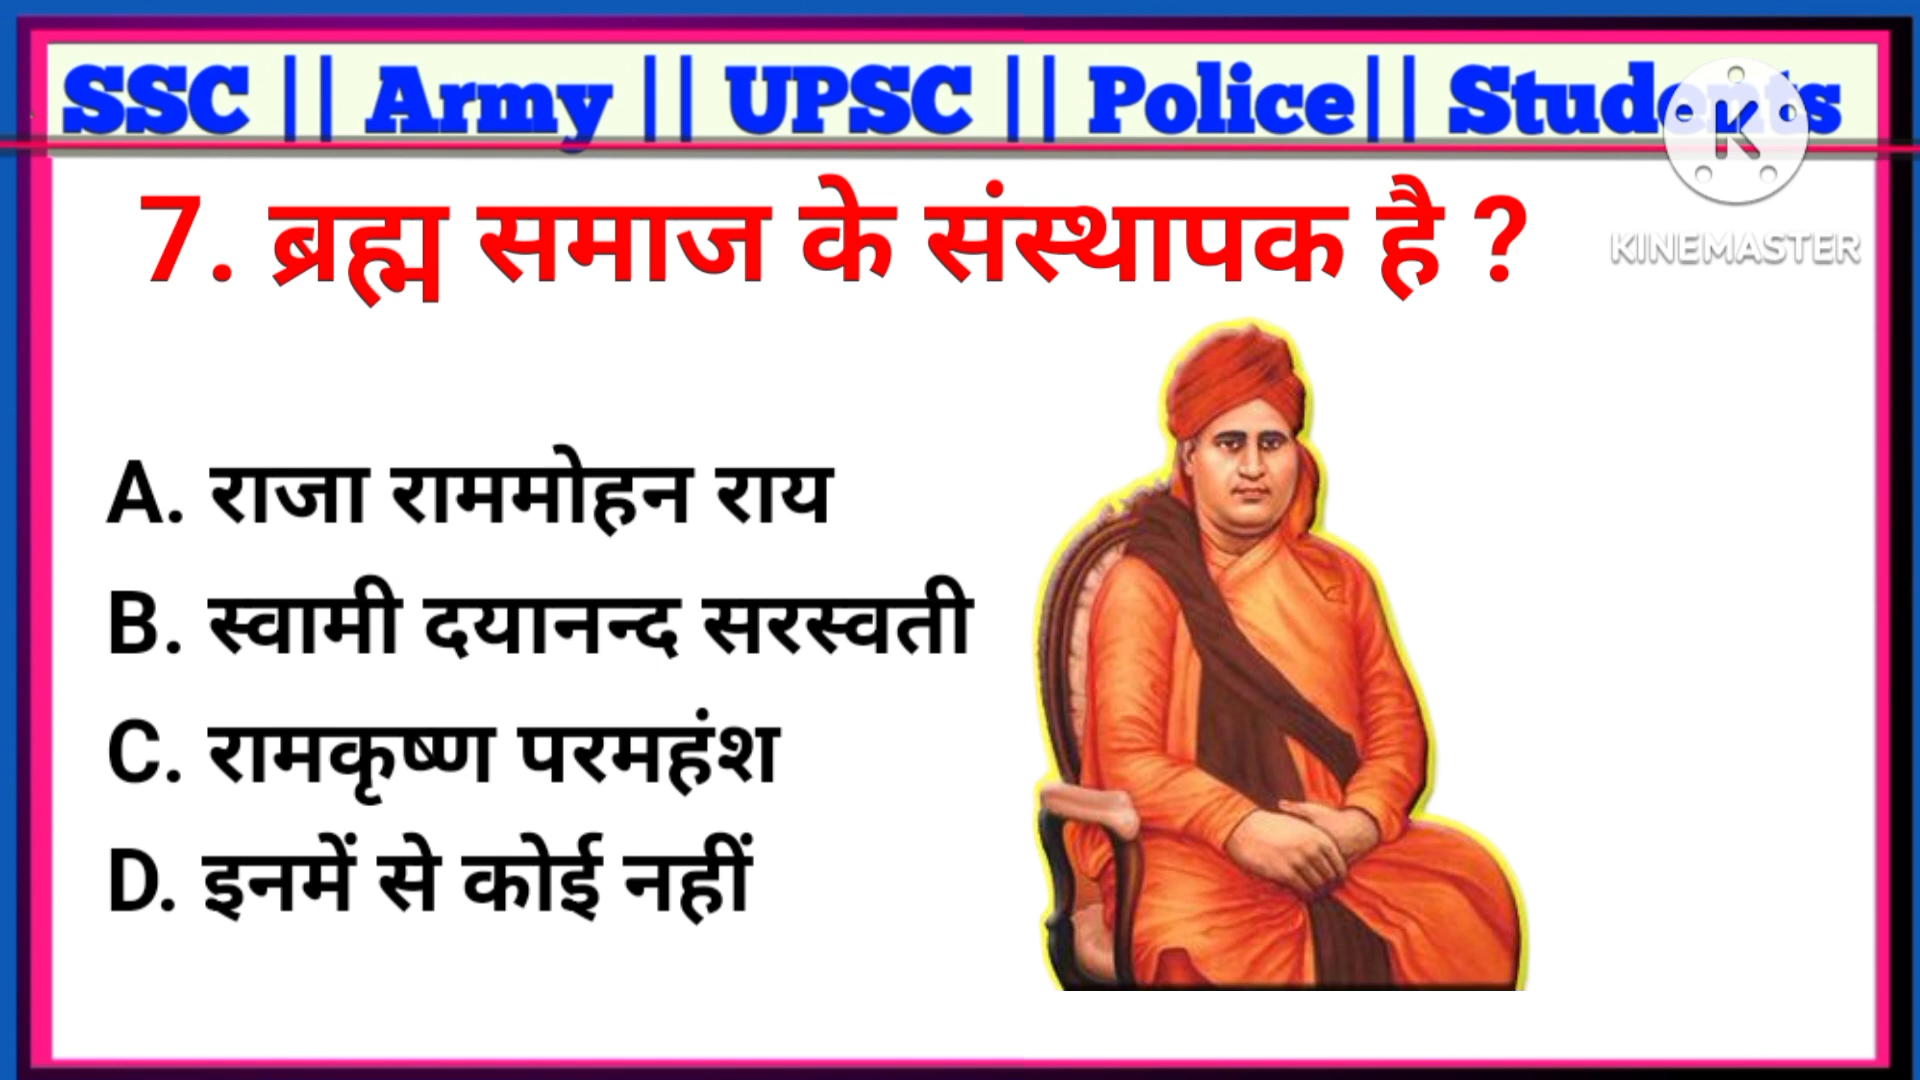 SSC || Army || UPSC || Police|| Students
7. ब्रह्म समाज के संस्थापक है ?
KINEMASTER
A. राजा राममोहन राय
B. स्वामी दयानन्द सरस्वती
C. रामकृष्ण परमहंश
D. इनमें से कोई नहीं